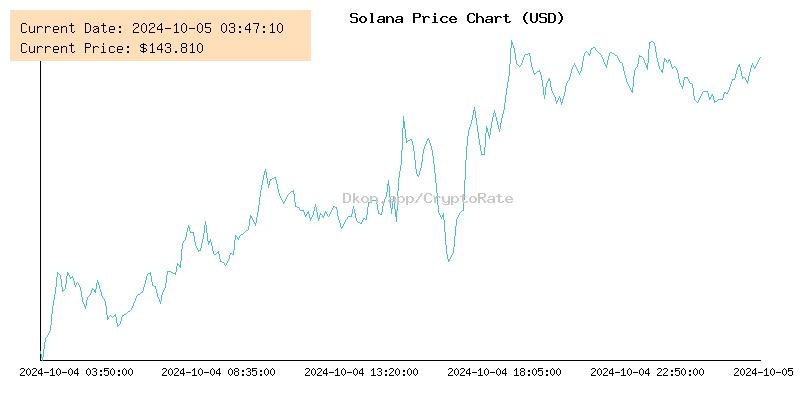 Solana Price Chart (USD)
Current Date: 2024-10-05 03:47:10
Current Price: $143.810
Dkon.app/CryptoRate
2024-10-04 03:50:00 2024-10-04 08:35:00 2024-10-04 13:20:00 2024-10-04 18:05:00 2024-10-04 22:50:00 2024-10-05